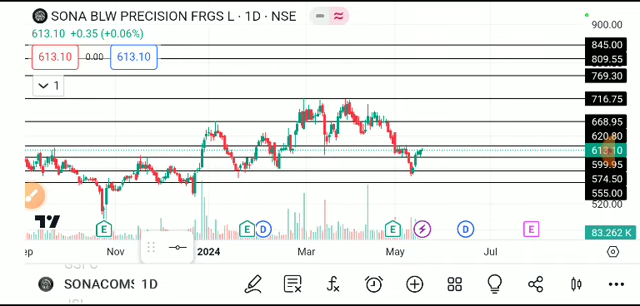 SONA BLW PRECISION FRGS L · 1D · NSE
613.10 +0.35 (+0.06%)
613.10 0.00 613.10
1
900.00
845.00
809.55
769.30
716.75
668.95
620.80
613.10
599.95
574.50
555.00
520.00
83.262 K
E E D E D E
Nov 2024 Mar May Jul
SONACOMS 1D